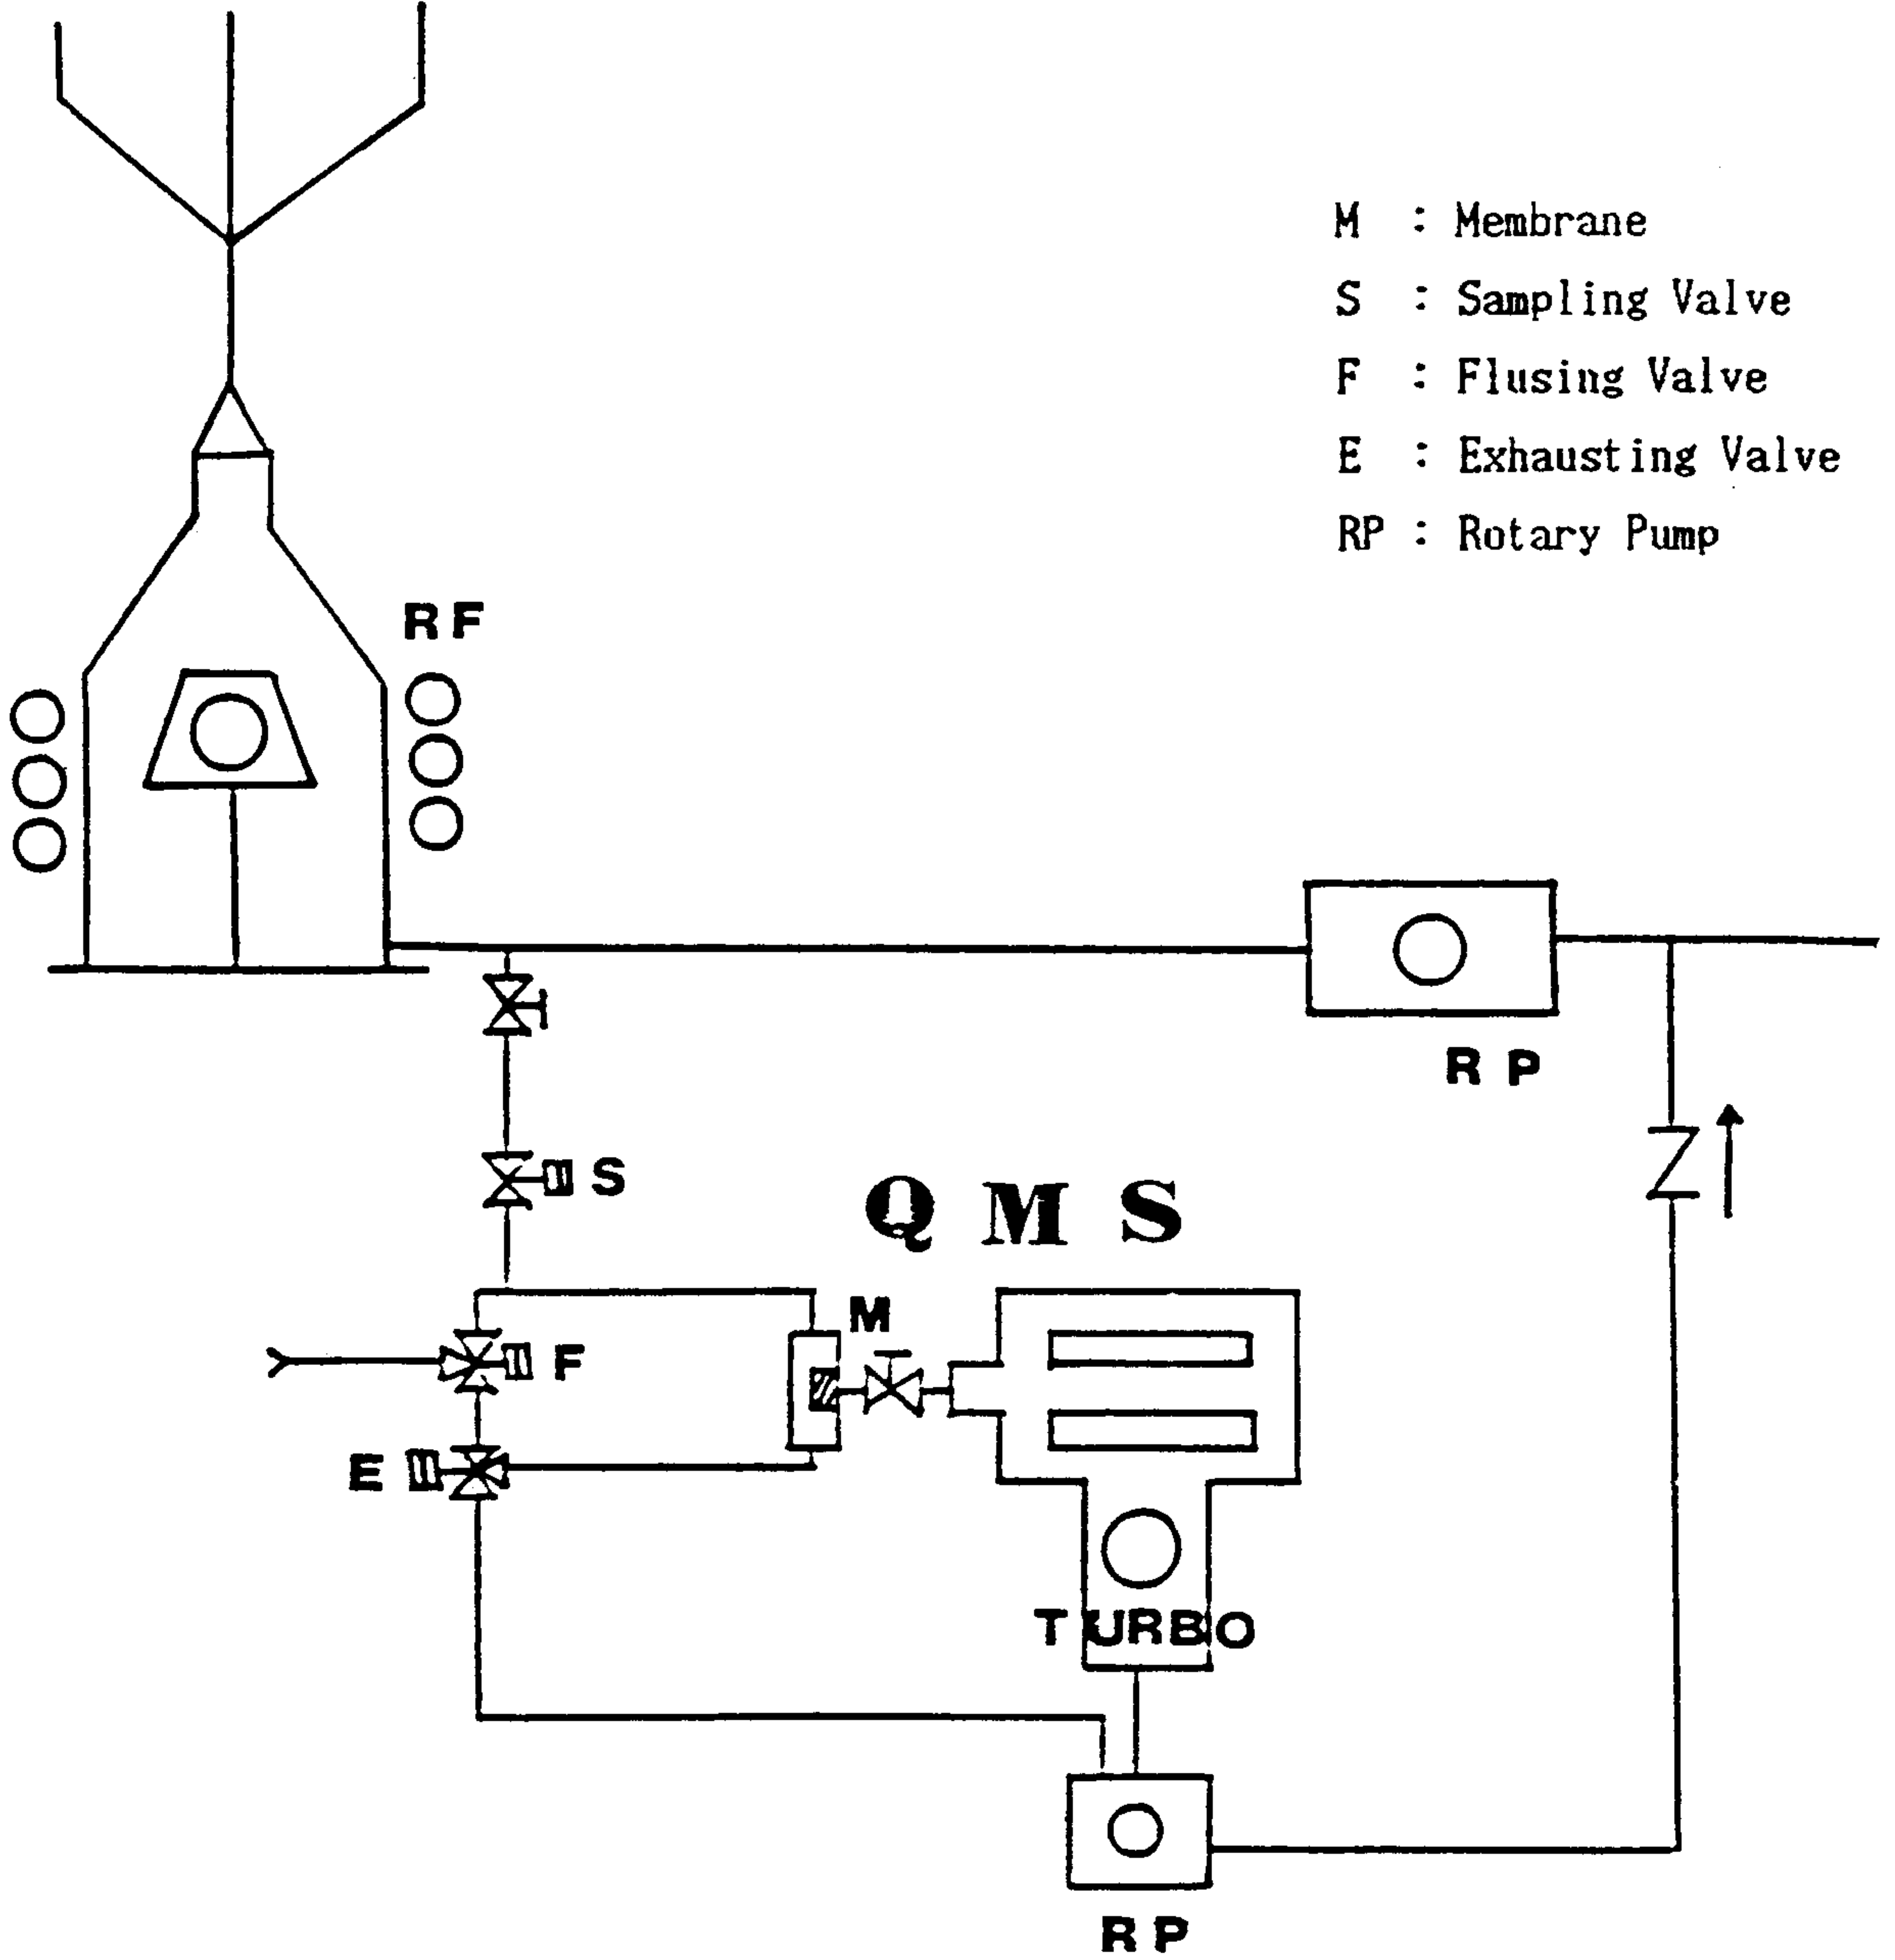 M : Membrane
S : Sampling Valve
F : Flusing Valve
E : Exhausting Valve
RP : Rotary Pump
RF
RP
S
QMS
M
F
E
TURBO
RP